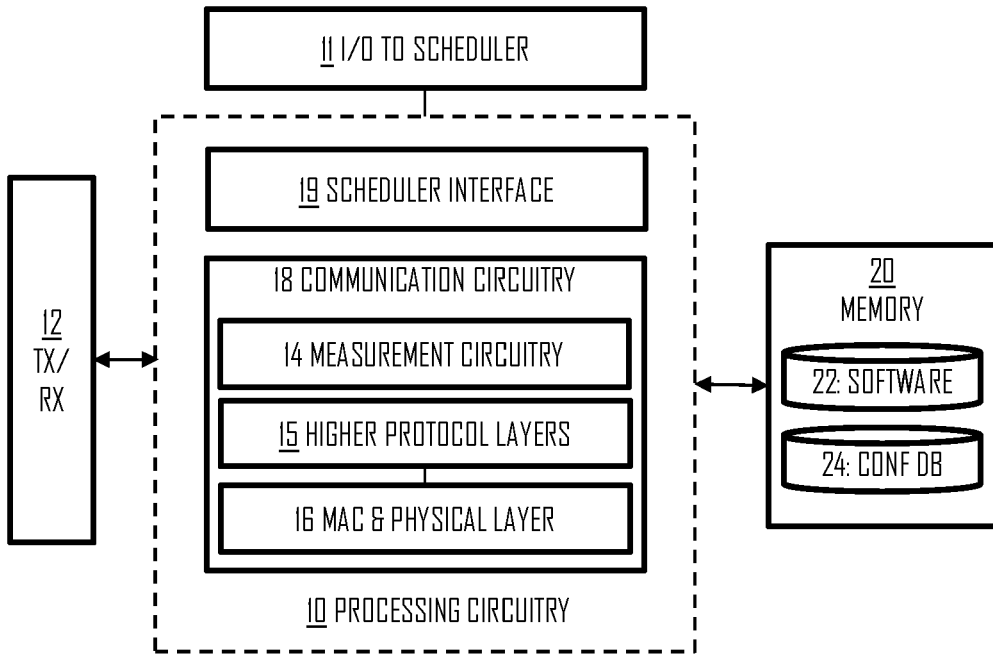 11 I/O TO SCHEDULER
19 SCHEDULER INTERFACE
18 COMMUNICATION CIRCUITRY
14 MEASUREMENT CIRCUITRY
15 HIGHER PROTOCOL LAYERS
16 MAC & PHYSICAL LAYER
10 PROCESSING CIRCUITRY
12
TX/
RX
20
MEMORY
22: SOFTWARE
24: CONF DB